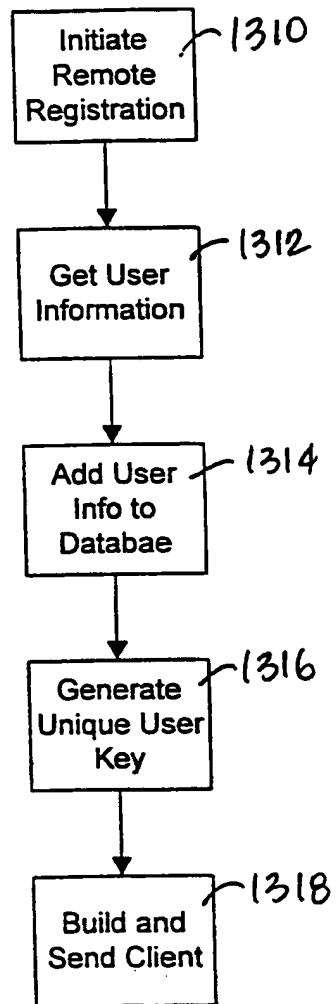 Initiate
Remote
Registration
1310
Get User
Information
1312
Add User
Info to
Databae
1314
Generate
Unique User
Key
1316
Build and
Send Client
1318